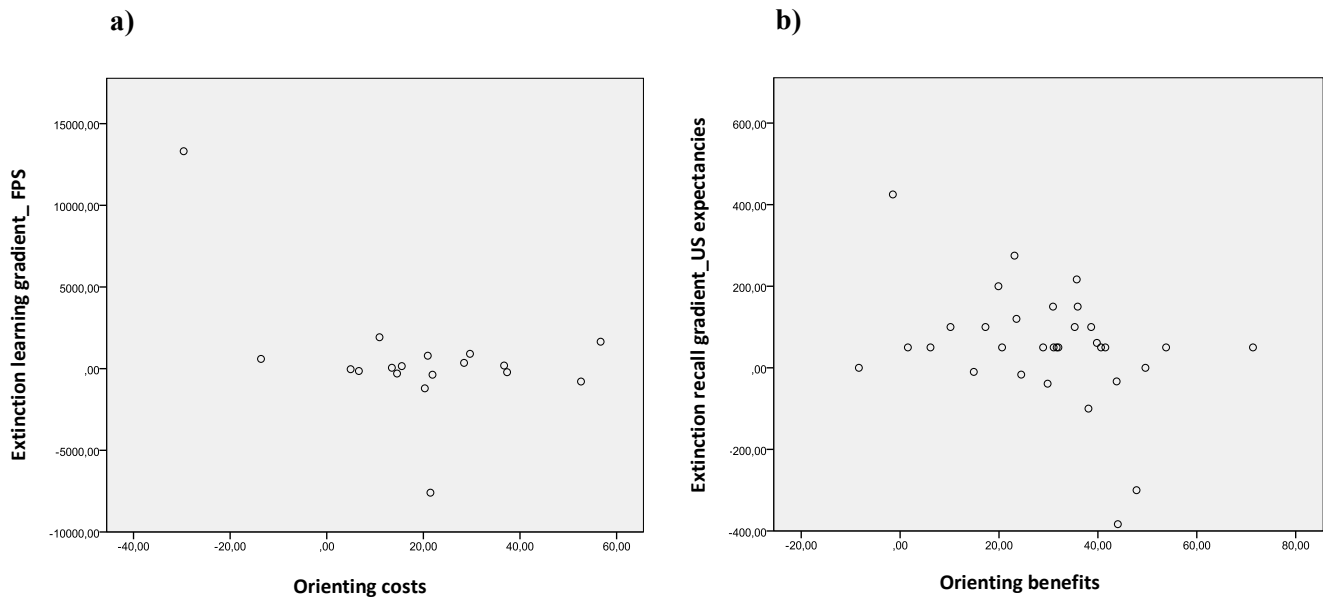 a)
Extinction learning gradient_ FPS
15000,00
10000,00
5000,00
,00
-5000,00
-10000,00
-40,00 -20,00 ,00 20,00 40,00 60,00
Orienting costs
b)
Extinction recall gradient_US expectancies
600,00
400,00
200,00
,00
-200,00
-400,00
-20,00 ,00 20,00 40,00 60,00 80,00
Orienting benefits